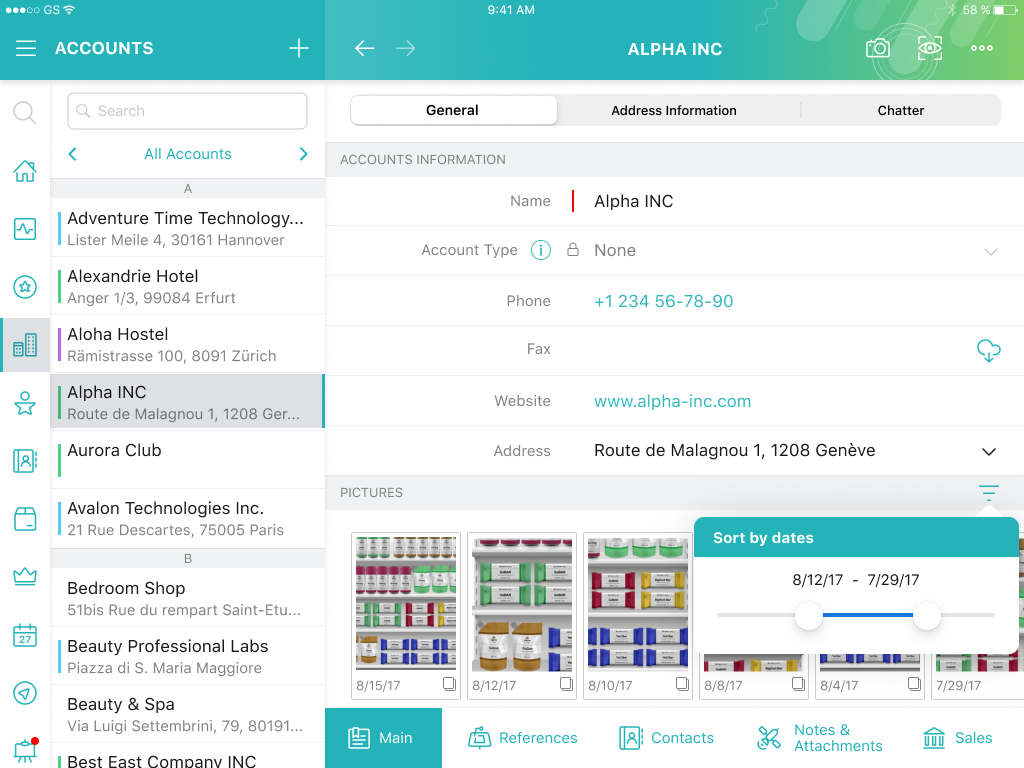 GS
9:41 AM
58 %
ACCOUNTS
ALPHA INC
Search
All Accounts
A
Adventure Time Technology...
Lister Meile 4, 30161 Hannover
Alexandrie Hotel
Anger 1/3, 99084 Erfurt
Aloha Hostel
Rämistrasse 100, 8091 Zürich
Alpha INC
Route de Malagnou 1, 1208 Ger...
Aurora Club
Avalon Technologies Inc.
21 Rue Descartes, 75005 Paris
B
Bedroom Shop
51bis Rue du rempart Saint-Etu...
Beauty Professional Labs
Piazza di S. Maria Maggiore
Beauty & Spa
Via Luigi Settembrini, 79, 80191...
Best East Company INC
27
General
Address Information
Chatter
ACCOUNTS INFORMATION
Name
Alpha INC
Account Type
i
None
Phone
+1 234 56-78-90
Fax
Website
www.alpha-inc.com
Address
Route de Malagnou 1, 1208 Genève
PICTURES
Sort by dates
8/12/17 - 7/29/17
8/15/17
8/12/17
8/10/17
8/8/17
8/4/17
7/29/17
Main
References
Contacts
Notes &
Attachments
Sales